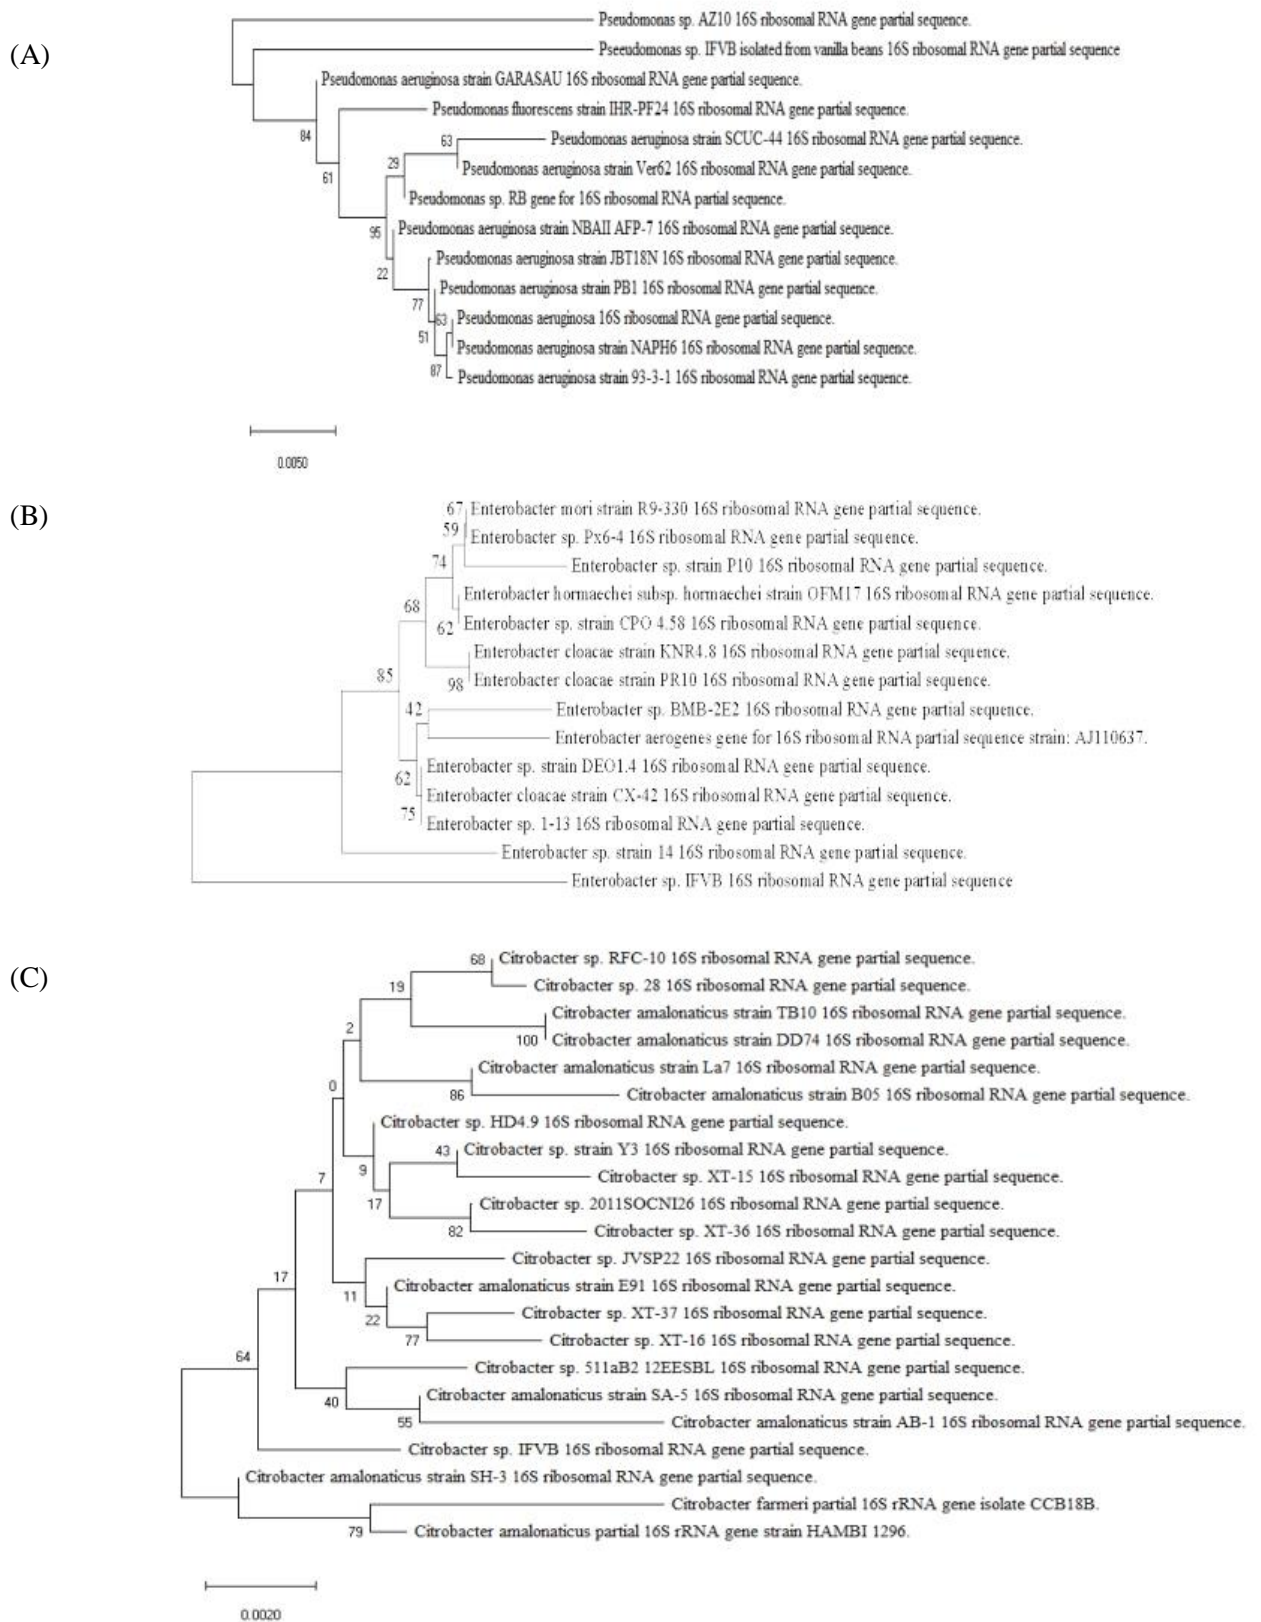 (A)
Pseudomonas sp. AZ10 16S ribosomal RNA gene partial sequence.
Pseeudomonas sp. IFVB isolated from vanilla beans 16S ribosomal RNA gene partial sequence
Pseudomonas aeruginosa strain GARASAU 16S ribosomal RNA gene partial sequence.
Pseudomonas fluorescens strain IHR-PF24 16S ribosomal RNA gene partial sequence.
84
63
Pseudomonas aeruginosa strain SCUC-44 16S ribosomal RNA gene partial sequence.
29
Pseudomonas aeruginosa strain Ver62 16S ribosomal RNA gene partial sequence.
61
Pseudomonas sp. RB gene for 16S ribosomal RNA partial sequence.
95
Pseudomonas aeruginosa strain NBAII AFP-7 16S ribosomal RNA gene partial sequence.
Pseudomonas aeruginosa strain JBT18N 16S ribosomal RNA gene partial sequence.
22
Pseudomonas aeruginosa strain PB1 16S ribosomal RNA gene partial sequence.
77
63
Pseudomonas aeruginosa 16S ribosomal RNA gene partial sequence.
51
Pseudomonas aeruginosa strain NAPH6 16S ribosomal RNA gene partial sequence.
87
Pseudomonas aeruginosa strain 93-3-1 16S ribosomal RNA gene partial sequence.
0.0050
(B)
67
Enterobacter mori strain R9-330 16S ribosomal RNA gene partial sequence.
59
Enterobacter sp. Px6-4 16S ribosomal RNA gene partial sequence.
74
Enterobacter sp. strain P10 16S ribosomal RNA gene partial sequence.
Enterobacter hormaechei subsp. hormaechei strain OFM17 16S ribosomal RNA gene partial sequence.
68
62
Enterobacter sp. strain CPO 4.58 16S ribosomal RNA gene partial sequence.
Enterobacter cloacae strain KNR4.8 16S ribosomal RNA gene partial sequence.
85
98
Enterobacter cloacae strain PR10 16S ribosomal RNA gene partial sequence.
42
Enterobacter sp. BMB-2E2 16S ribosomal RNA gene partial sequence.
Enterobacter aerogenes gene for 16S ribosomal RNA partial sequence strain: AJ110637.
62
Enterobacter sp. strain DEO1.4 16S ribosomal RNA gene partial sequence.
Enterobacter cloacae strain CX-42 16S ribosomal RNA gene partial sequence.
75
Enterobacter sp. 1-13 16S ribosomal RNA gene partial sequence.
Enterobacter sp. strain 14 16S ribosomal RNA gene partial sequence.
Enterobacter sp. IFVB 16S ribosomal RNA gene partial sequence
(C)
68
Citrobacter sp. RFC-10 16S ribosomal RNA gene partial sequence.
19
Citrobacter sp. 28 16S ribosomal RNA gene partial sequence.
Citrobacter amalonaticus strain TB10 16S ribosomal RNA gene partial sequence.
2
100
Citrobacter amalonaticus strain DD74 16S ribosomal RNA gene partial sequence.
Citrobacter amalonaticus strain La7 16S ribosomal RNA gene partial sequence.
0
86
Citrobacter amalonaticus strain B05 16S ribosomal RNA gene partial sequence.
Citrobacter sp. HD4.9 16S ribosomal RNA gene partial sequence.
43
Citrobacter sp. strain Y3 16S ribosomal RNA gene partial sequence.
9
Citrobacter sp. XT-15 16S ribosomal RNA gene partial sequence.
7
17
Citrobacter sp. 2011SOCNI26 16S ribosomal RNA gene partial sequence.
82
Citrobacter sp. XT-36 16S ribosomal RNA gene partial sequence.
Citrobacter sp. JVSP22 16S ribosomal RNA gene partial sequence.
17
11
Citrobacter amalonaticus strain E91 16S ribosomal RNA gene partial sequence.
22
Citrobacter sp. XT-37 16S ribosomal RNA gene partial sequence.
77
Citrobacter sp. XT-16 16S ribosomal RNA gene partial sequence.
64
Citrobacter sp. 511aB2 12EESBL 16S ribosomal RNA gene partial sequence.
40
Citrobacter amalonaticus strain SA-5 16S ribosomal RNA gene partial sequence.
55
Citrobacter amalonaticus strain AB-1 16S ribosomal RNA gene partial sequence.
Citrobacter sp. IFVB 16S ribosomal RNA gene partial sequence.
Citrobacter amalonaticus strain SH-3 16S ribosomal RNA gene partial sequence.
Citrobacter farmeri partial 16S rRNA gene isolate CCB18B.
79
Citrobacter amalonaticus partial 16S rRNA gene strain HAMBI 1296.
0.0020